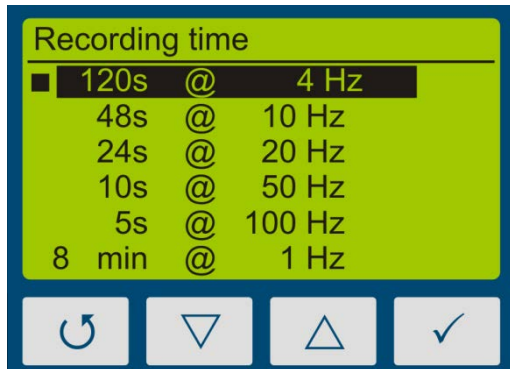 Recording time
120s @ 4 Hz
48s @ 10 Hz
24s @ 20 Hz
10s @ 50 Hz
5s @ 100 Hz
8 min @ 1 Hz